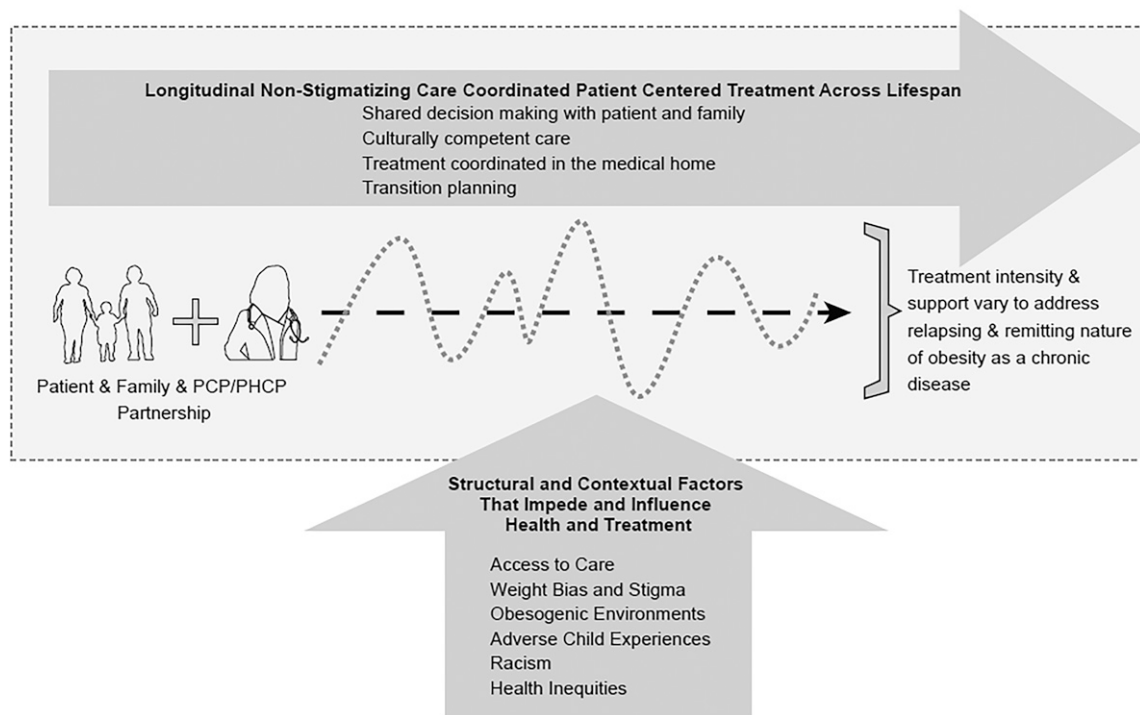 Longitudinal Non-Stigmatizing Care Coordinated Patient Centered Treatment Across Lifespan
Shared decision making with patient and family
Culturally competent care
Treatment coordinated in the medical home
Transition planning
Patient & Family & PCP/PHCP
Partnership
Treatment intensity &
support vary to address
relapsing & remitting nature
of obesity as a chronic
disease
Structural and Contextual Factors
That Impede and Influence
Health and Treatment
Access to Care
Weight Bias and Stigma
Obesogenic Environments
Adverse Child Experiences
Racism
Health Inequities